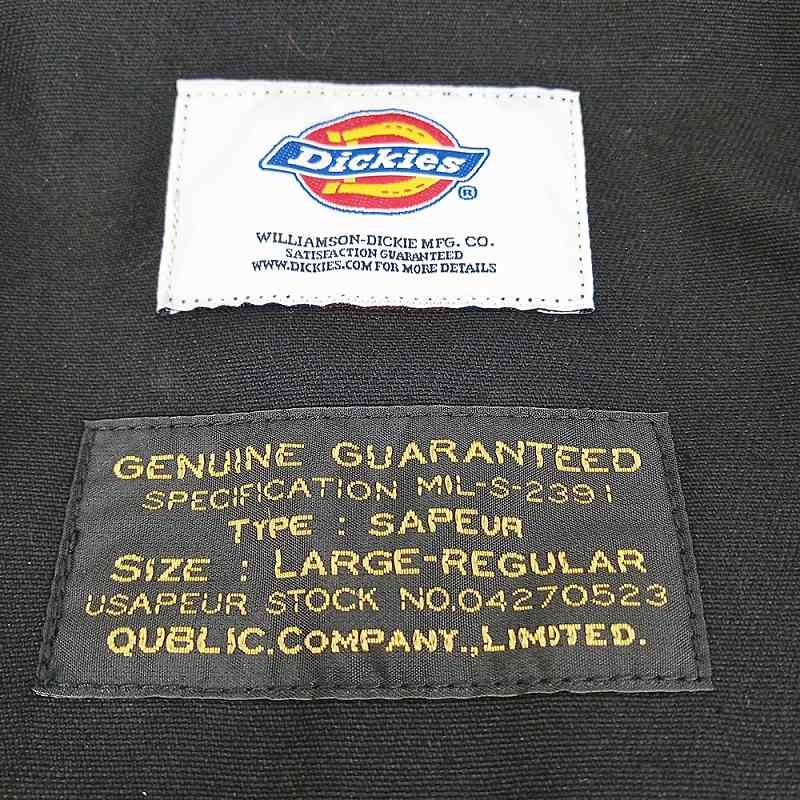 Dickies®
WILLIAMSON-DICKIE MFG. CO.
SATISFACTION GUARANTEED
WWW.DICKIES.COM FOR MORE DETAILS
GENUINE GUARANTEED
SPECIFICATION MIL-S-2391
TYPE : SAPEUR
SIZE : LARGE-REGULAR
USAPEUR STOCK NO.04270523
QUBLIC.COMPANY.,LIMITED.